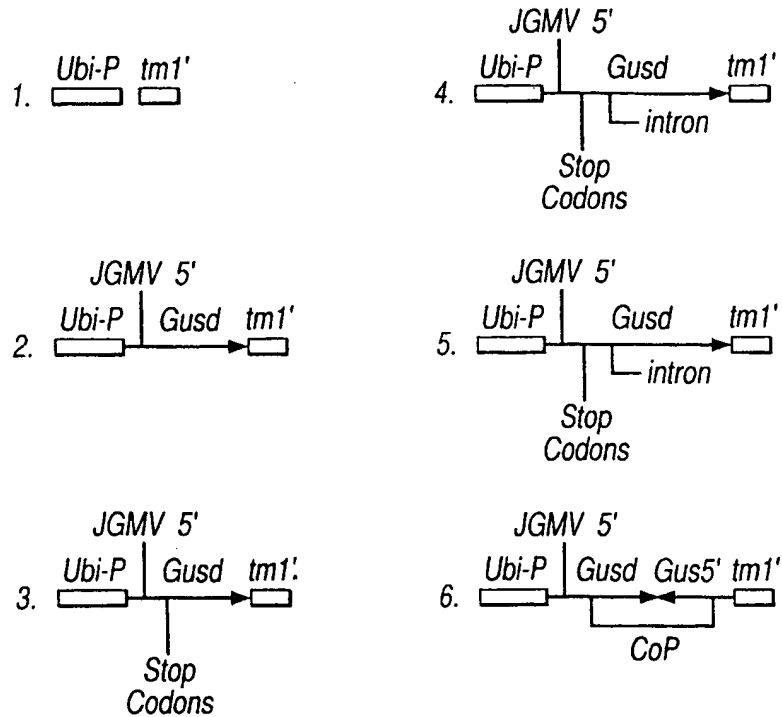 1. Ubi-P tm1'
JGMV 5'
2. Ubi-P Gusd tm1'
JGMV 5'
3. Ubi-P Gusd tm1'.
Stop
Codons
JGMV 5'
4. Ubi-P Gusd tm1'
intron
Stop
Codons
JGMV 5'
5. Ubi-P Gusd tm1'
intron
Stop
Codons
JGMV 5'
6. Ubi-P Gusd Gus5' tm1'
CoP